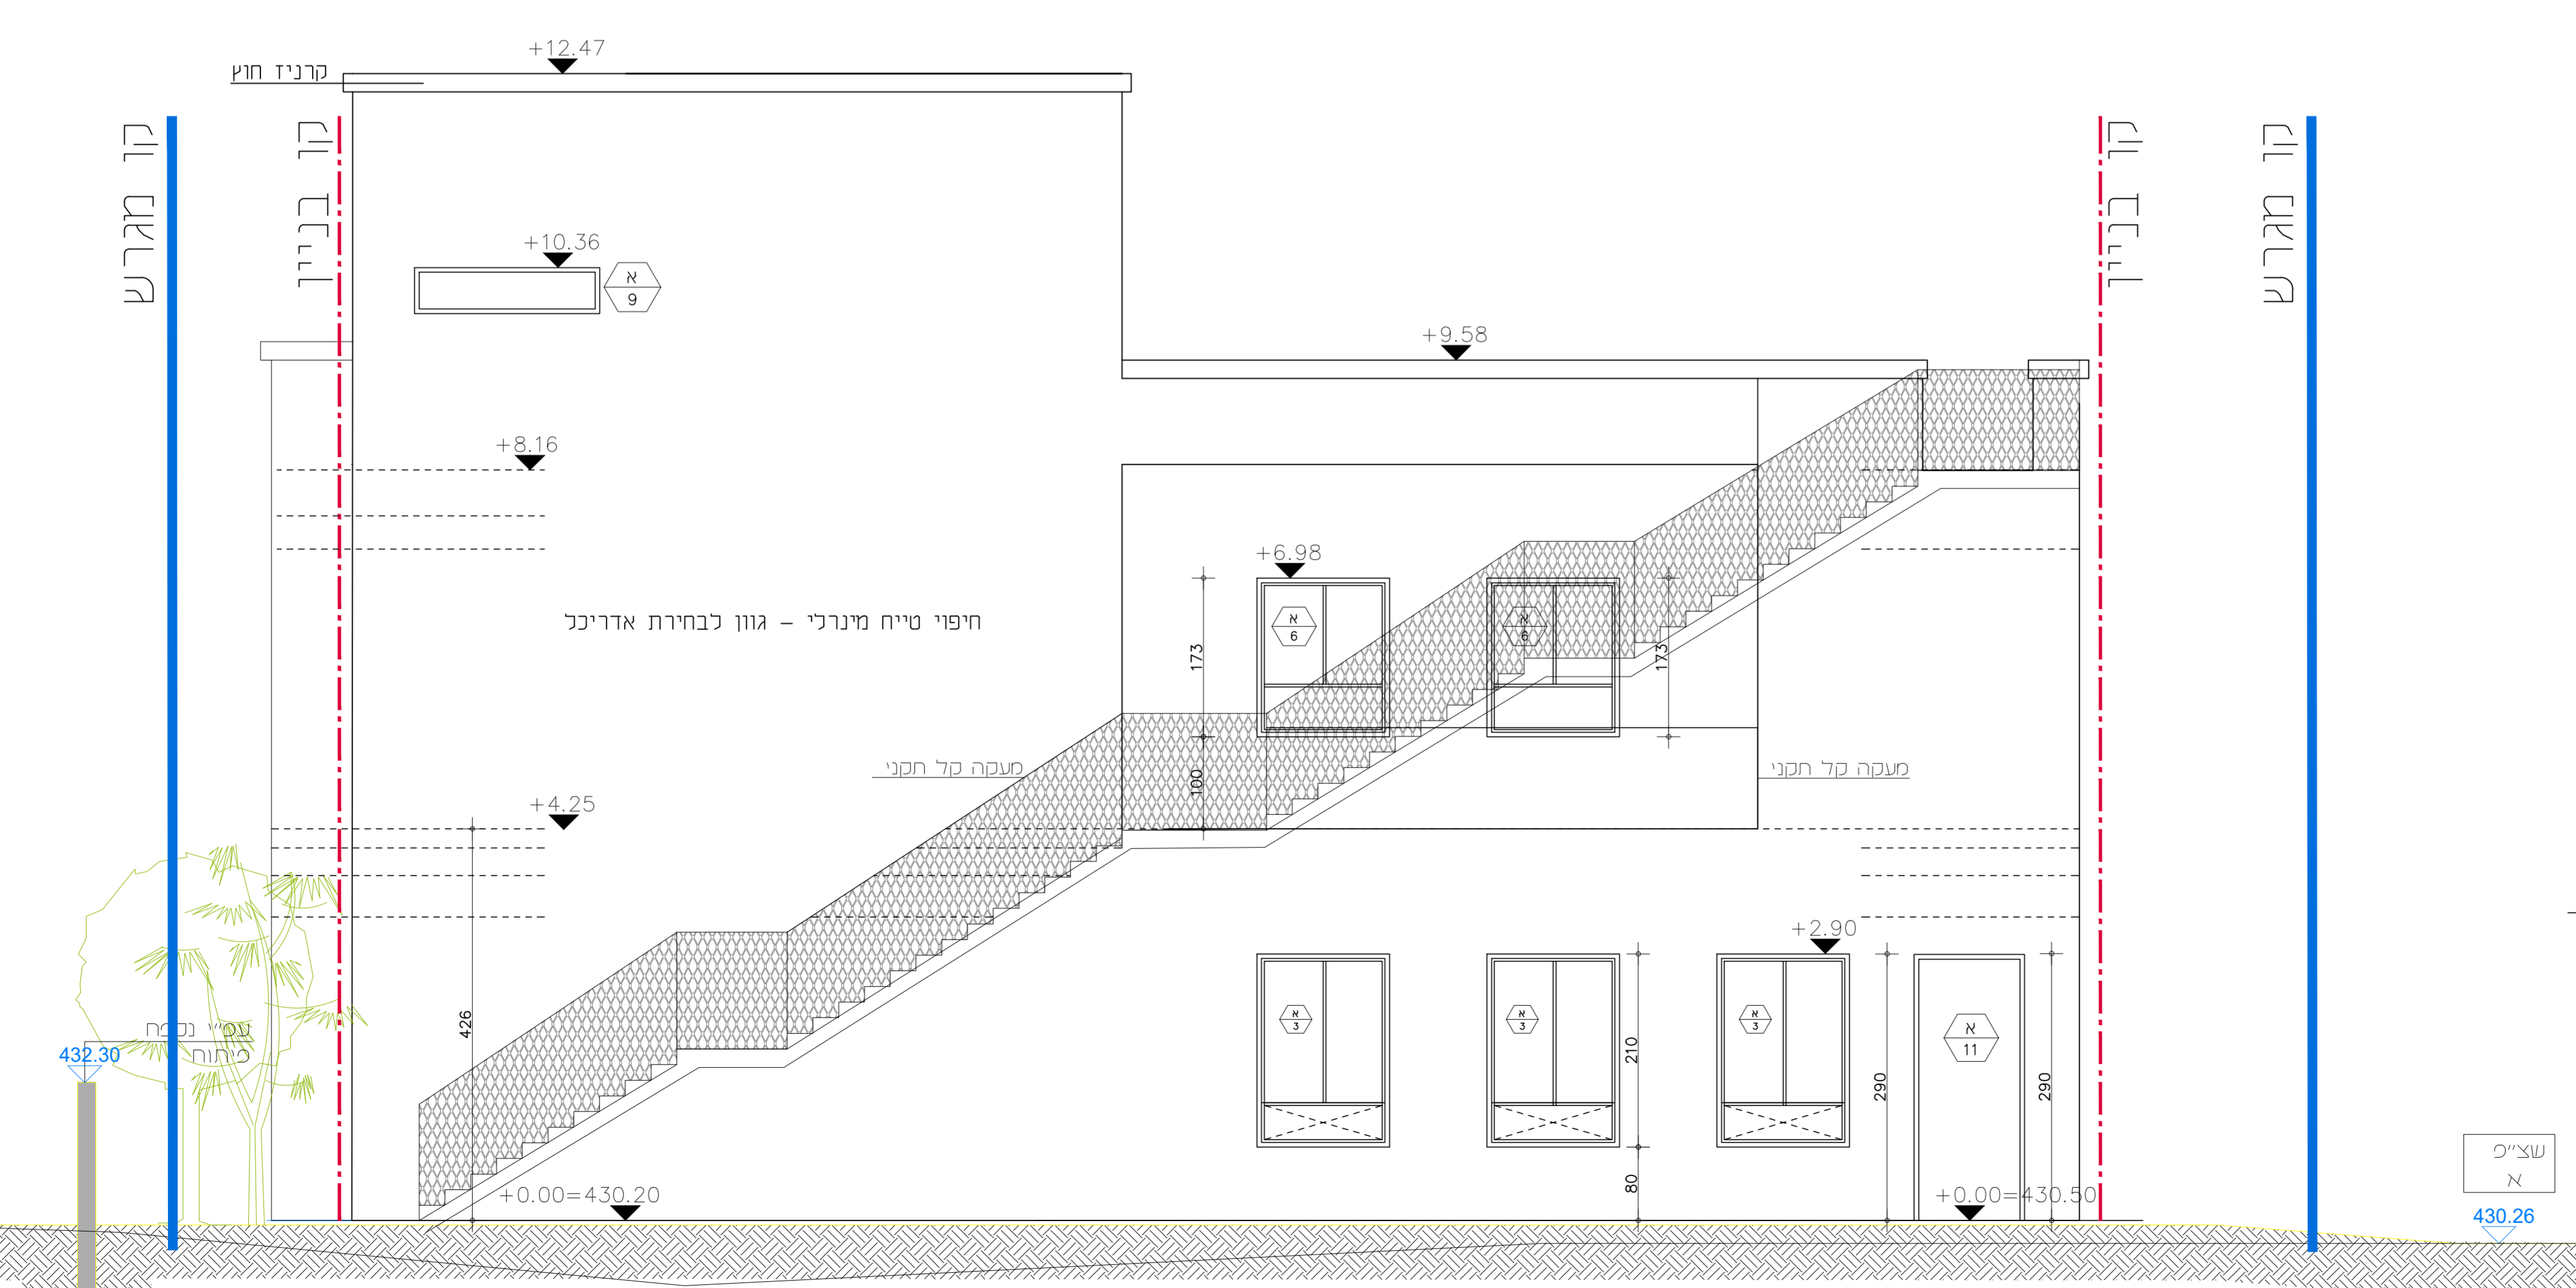 +12.47
קרניז חוץ
קו מגרש
קו בניין
קו בניין
קו מגרש
+10.36
א
9
+9.58
+8.16
+6.98
א
6
א
6
חיפוי טייח מינרלי – גוון לבחירת אדריכל
173
173
מעקה קל תקני
מעקה קל תקני
100
+4.25
+2.90
426
א
3
א
3
א
3
א
11
עפ״י נספח
פיתוח
432.30
210
290
290
80
+0.00=430.20
+0.00=430.50
שצ״פ
א
430.26